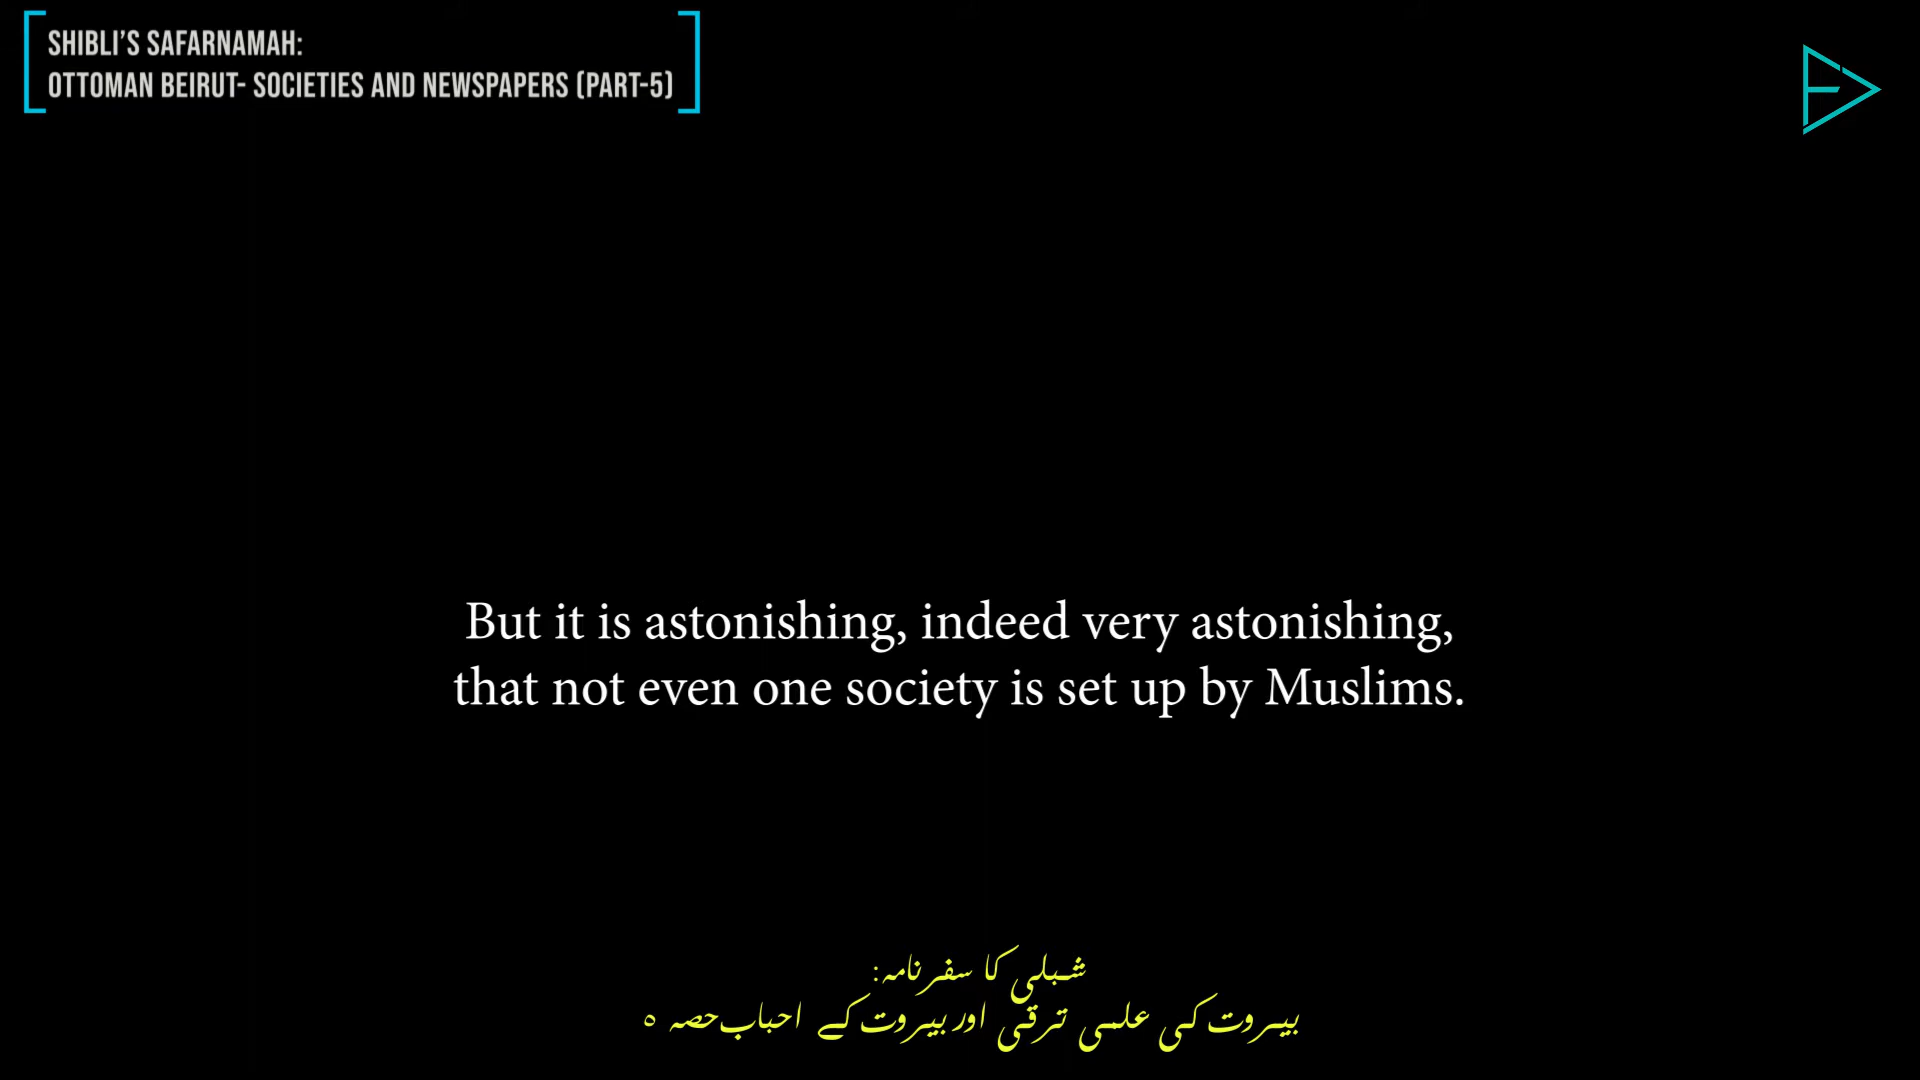 SHIBLI'S SAFARNAMAH:
OTTOMAN BEIRUT- SOCIETIES AND NEWSPAPERS (PART-5)
But it is astonishing, indeed very astonishing,
that not even one society is set up by Muslims.
شبلی کا سفرنامہ:
بیروت کی علمی ترقی اور بیروت کے احباب حصہ ۵